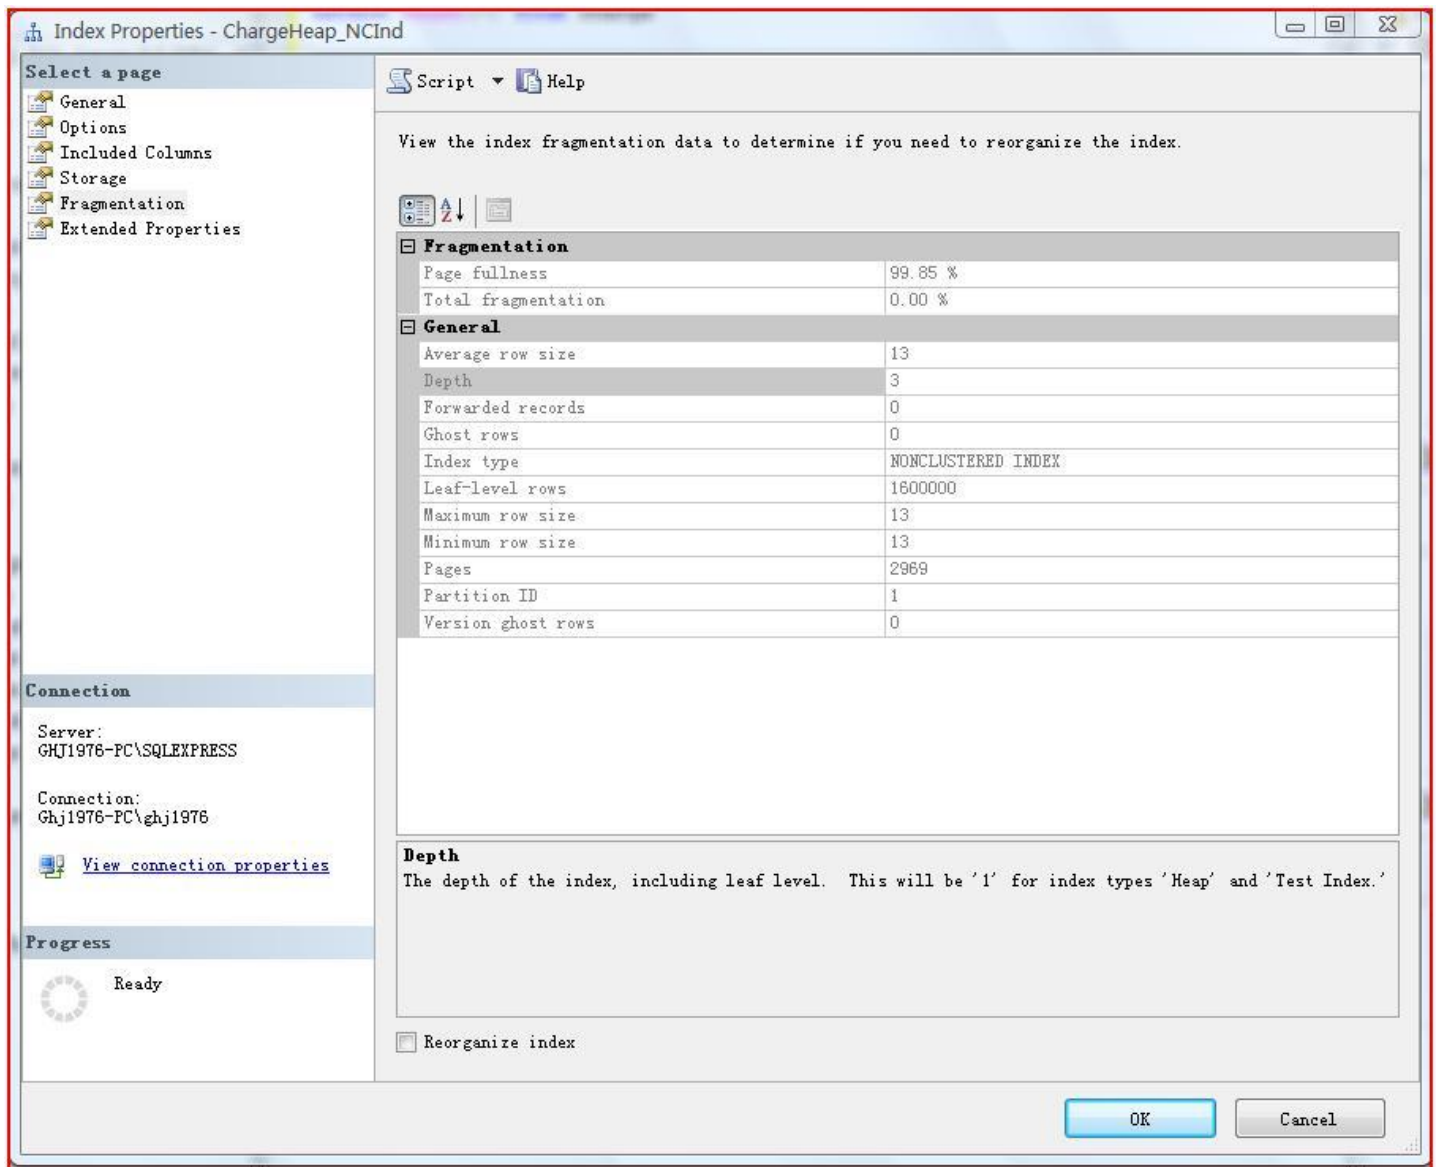 Index Properties - ChargeHeap_NCInd
Select a page
General
Options
Included Columns
Storage
Fragmentation
Extended Properties
Script Help
View the index fragmentation data to determine if you need to reorganize the index.
Fragmentation
Page fullness 99.85 %
Total fragmentation 0.00 %
General
Average row size 13
Depth 3
Forwarded records 0
Ghost rows 0
Index type NONCLUSTERED INDEX
Leaf-level rows 1600000
Maximum row size 13
Minimum row size 13
Pages 2969
Partition ID 1
Version ghost rows 0
Connection
Server:
GHJ1976-PC\SQLEXPRESS
Connection:
Ghj1976-PC\ghj1976
View connection properties
Progress
Ready
Depth
The depth of the index, including leaf level.  This will be '1' for index types 'Heap' and 'Test Index.'
Reorganize index
OK Cancel